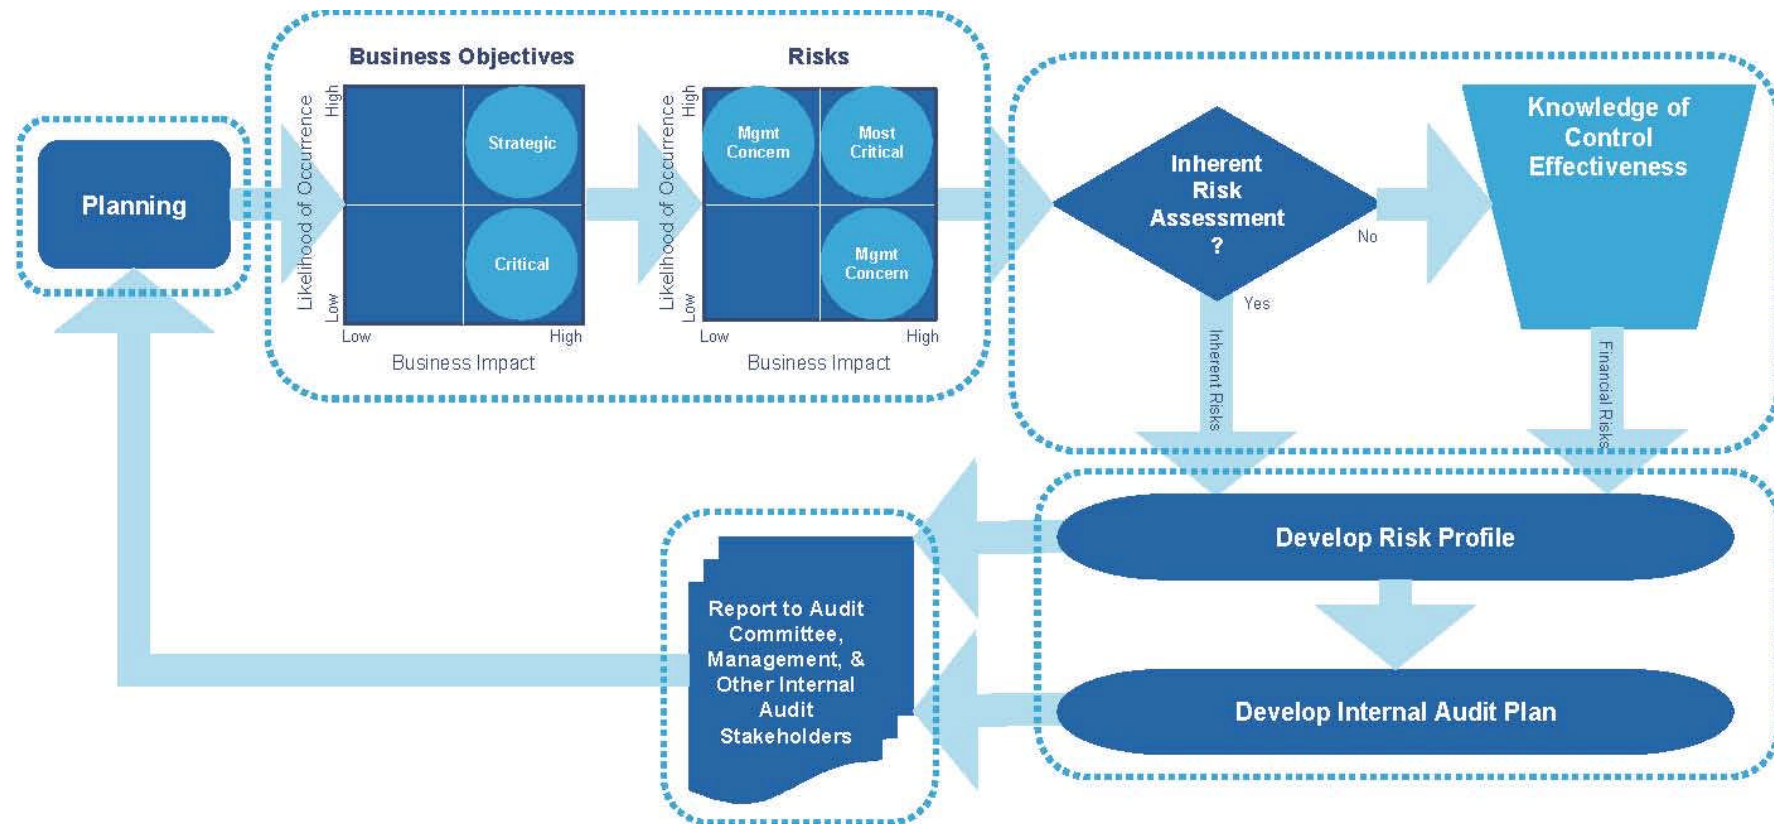 Planning
Business Objectives
Likelihood of Occurrence
High
Low
Strategic
Critical
Low
High
Business Impact
Risks
Likelihood of Occurrence
High
Low
Mgmt
Concern
Most
Critical
Mgmt
Concern
Low
High
Business Impact
Inherent
Risk
Assessment
?
No
Yes
Knowledge of
Control
Effectiveness
Inherent Risks
Financial Risks
Develop Risk Profile
Develop Internal Audit Plan
Report to Audit
Committee,
Management, &
Other Internal
Audit
Stakeholders